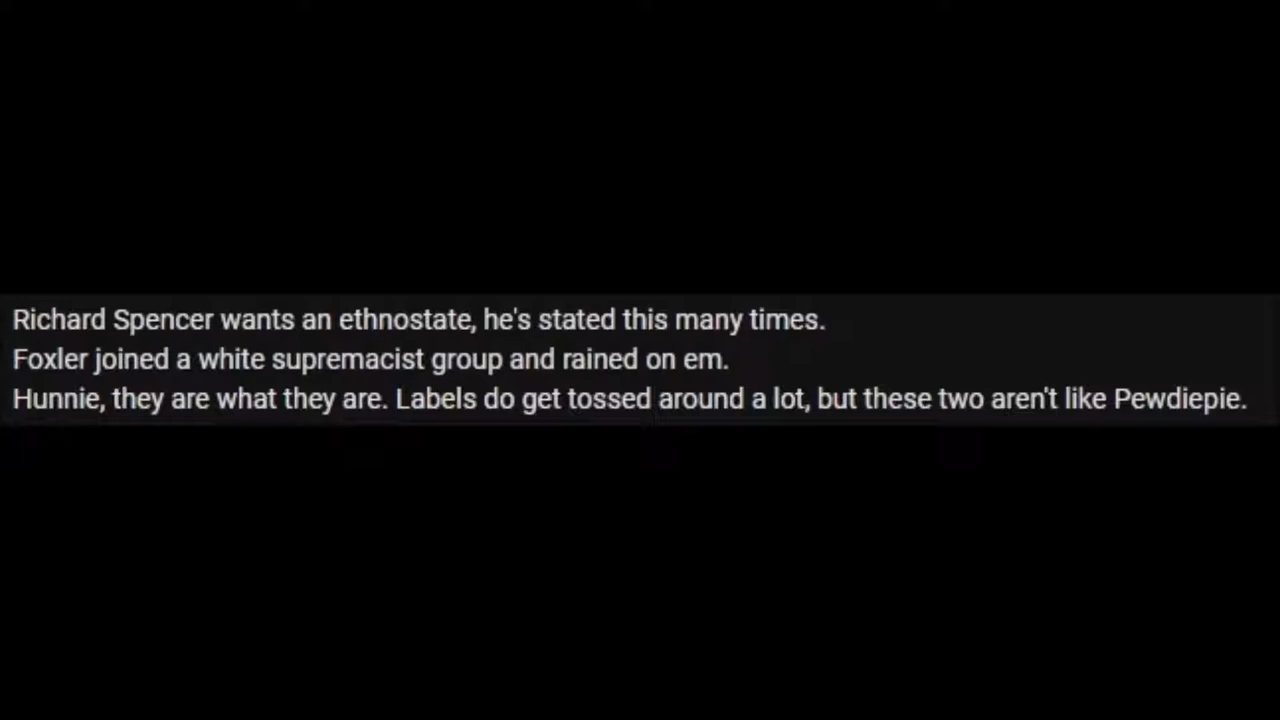 Richard Spencer wants an ethnostate, he's stated this many times.
Foxler joined a white supremacist group and rained on em.
Hunnie, they are what they are. Labels do get tossed around a lot, but these two aren't like Pewdiepie.